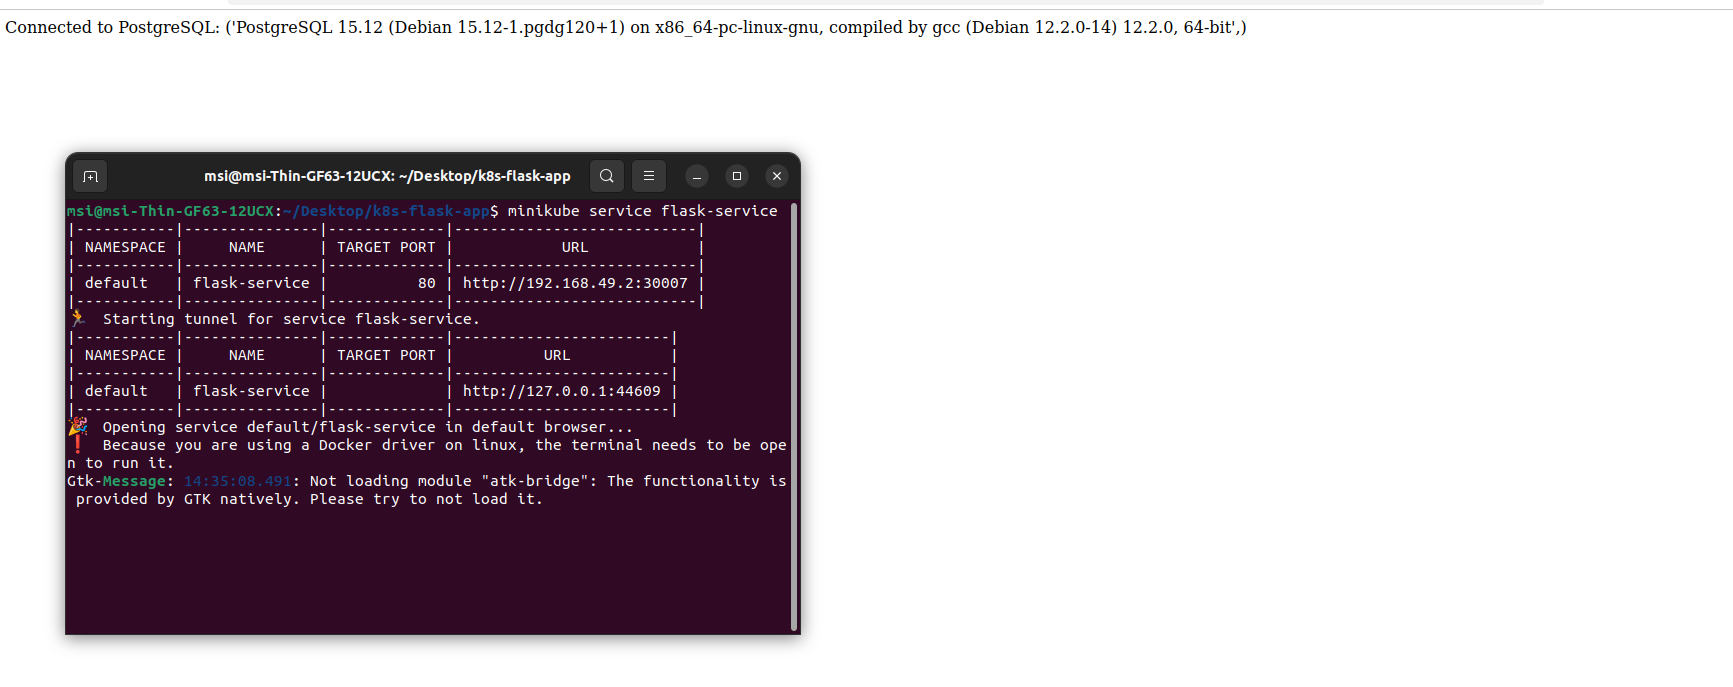 Connected to PostgreSQL: ('PostgreSQL 15.12 (Debian 15.12-1.pgdg120+1) on x86_64-pc-linux-gnu, compiled by gcc (Debian 12.2.0-14) 12.2.0, 64-bit',)
msi@msi-Thin-GF63-12UCX: ~/Desktop/k8s-flask-app
msi@msi-Thin-GF63-12UCX:~/Desktop/k8s-flask-app$ minikube service flask-service
|-----------|---------------|-------------|---------------------------|
| NAMESPACE |     NAME      | TARGET PORT |            URL            |
|-----------|---------------|-------------|---------------------------|
| default   | flask-service |          80 | http://192.168.49.2:30007 |
|-----------|---------------|-------------|---------------------------|
🏃  Starting tunnel for service flask-service.
|-----------|---------------|-------------|------------------------|
| NAMESPACE |     NAME      | TARGET PORT |          URL           |
|-----------|---------------|-------------|------------------------|
| default   | flask-service |             | http://127.0.0.1:44609 |
|-----------|---------------|-------------|------------------------|
🎉  Opening service default/flask-service in default browser...
❗  Because you are using a Docker driver on linux, the terminal needs to be ope
n to run it.
Gtk-Message: 14:35:08.491: Not loading module "atk-bridge": The functionality is
 provided by GTK natively. Please try to not load it.